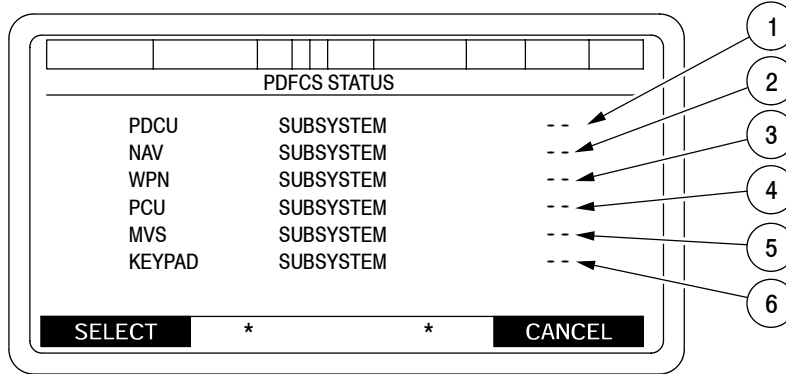 PDFCS STATUS
PDCU SUBSYSTEM - - 1
NAV SUBSYSTEM - - 2
WPN SUBSYSTEM - - 3
PCU SUBSYSTEM - - 4
MVS SUBSYSTEM - - 5
KEYPAD SUBSYSTEM - - 6
SELECT * * CANCEL